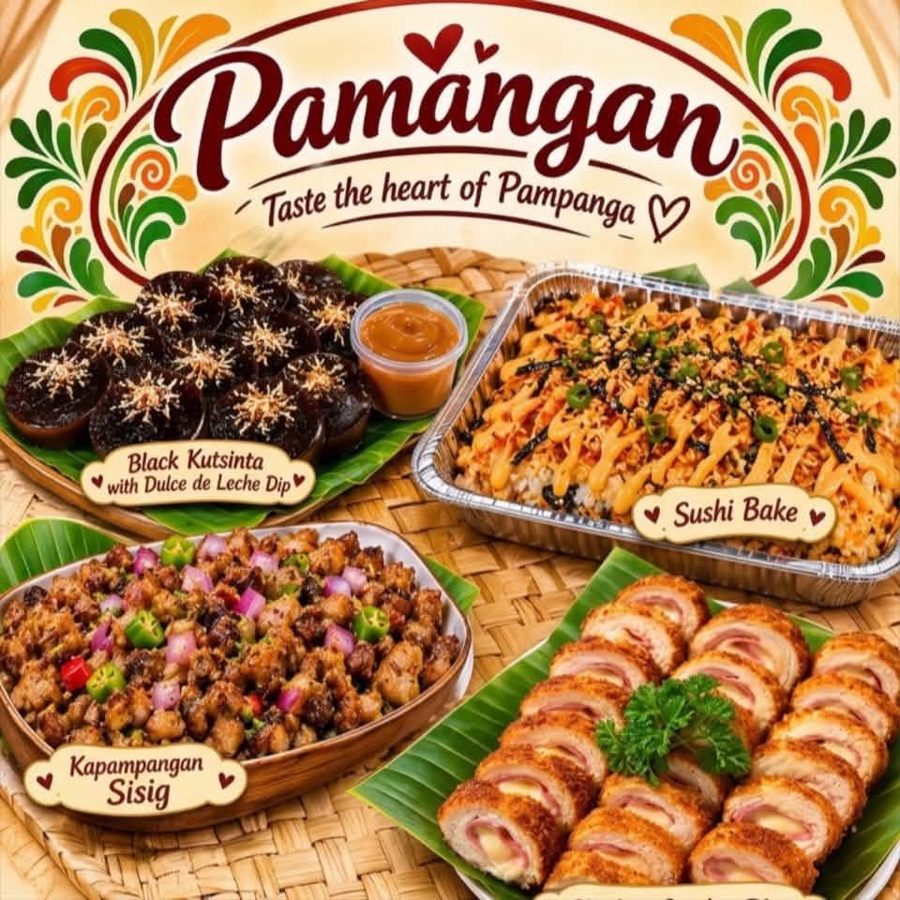 Pamangan
Taste the heart of Pampanga
Black Kutsinta
with Dulce de Leche Dip
Sushi Bake
Kapampangan
Sisig